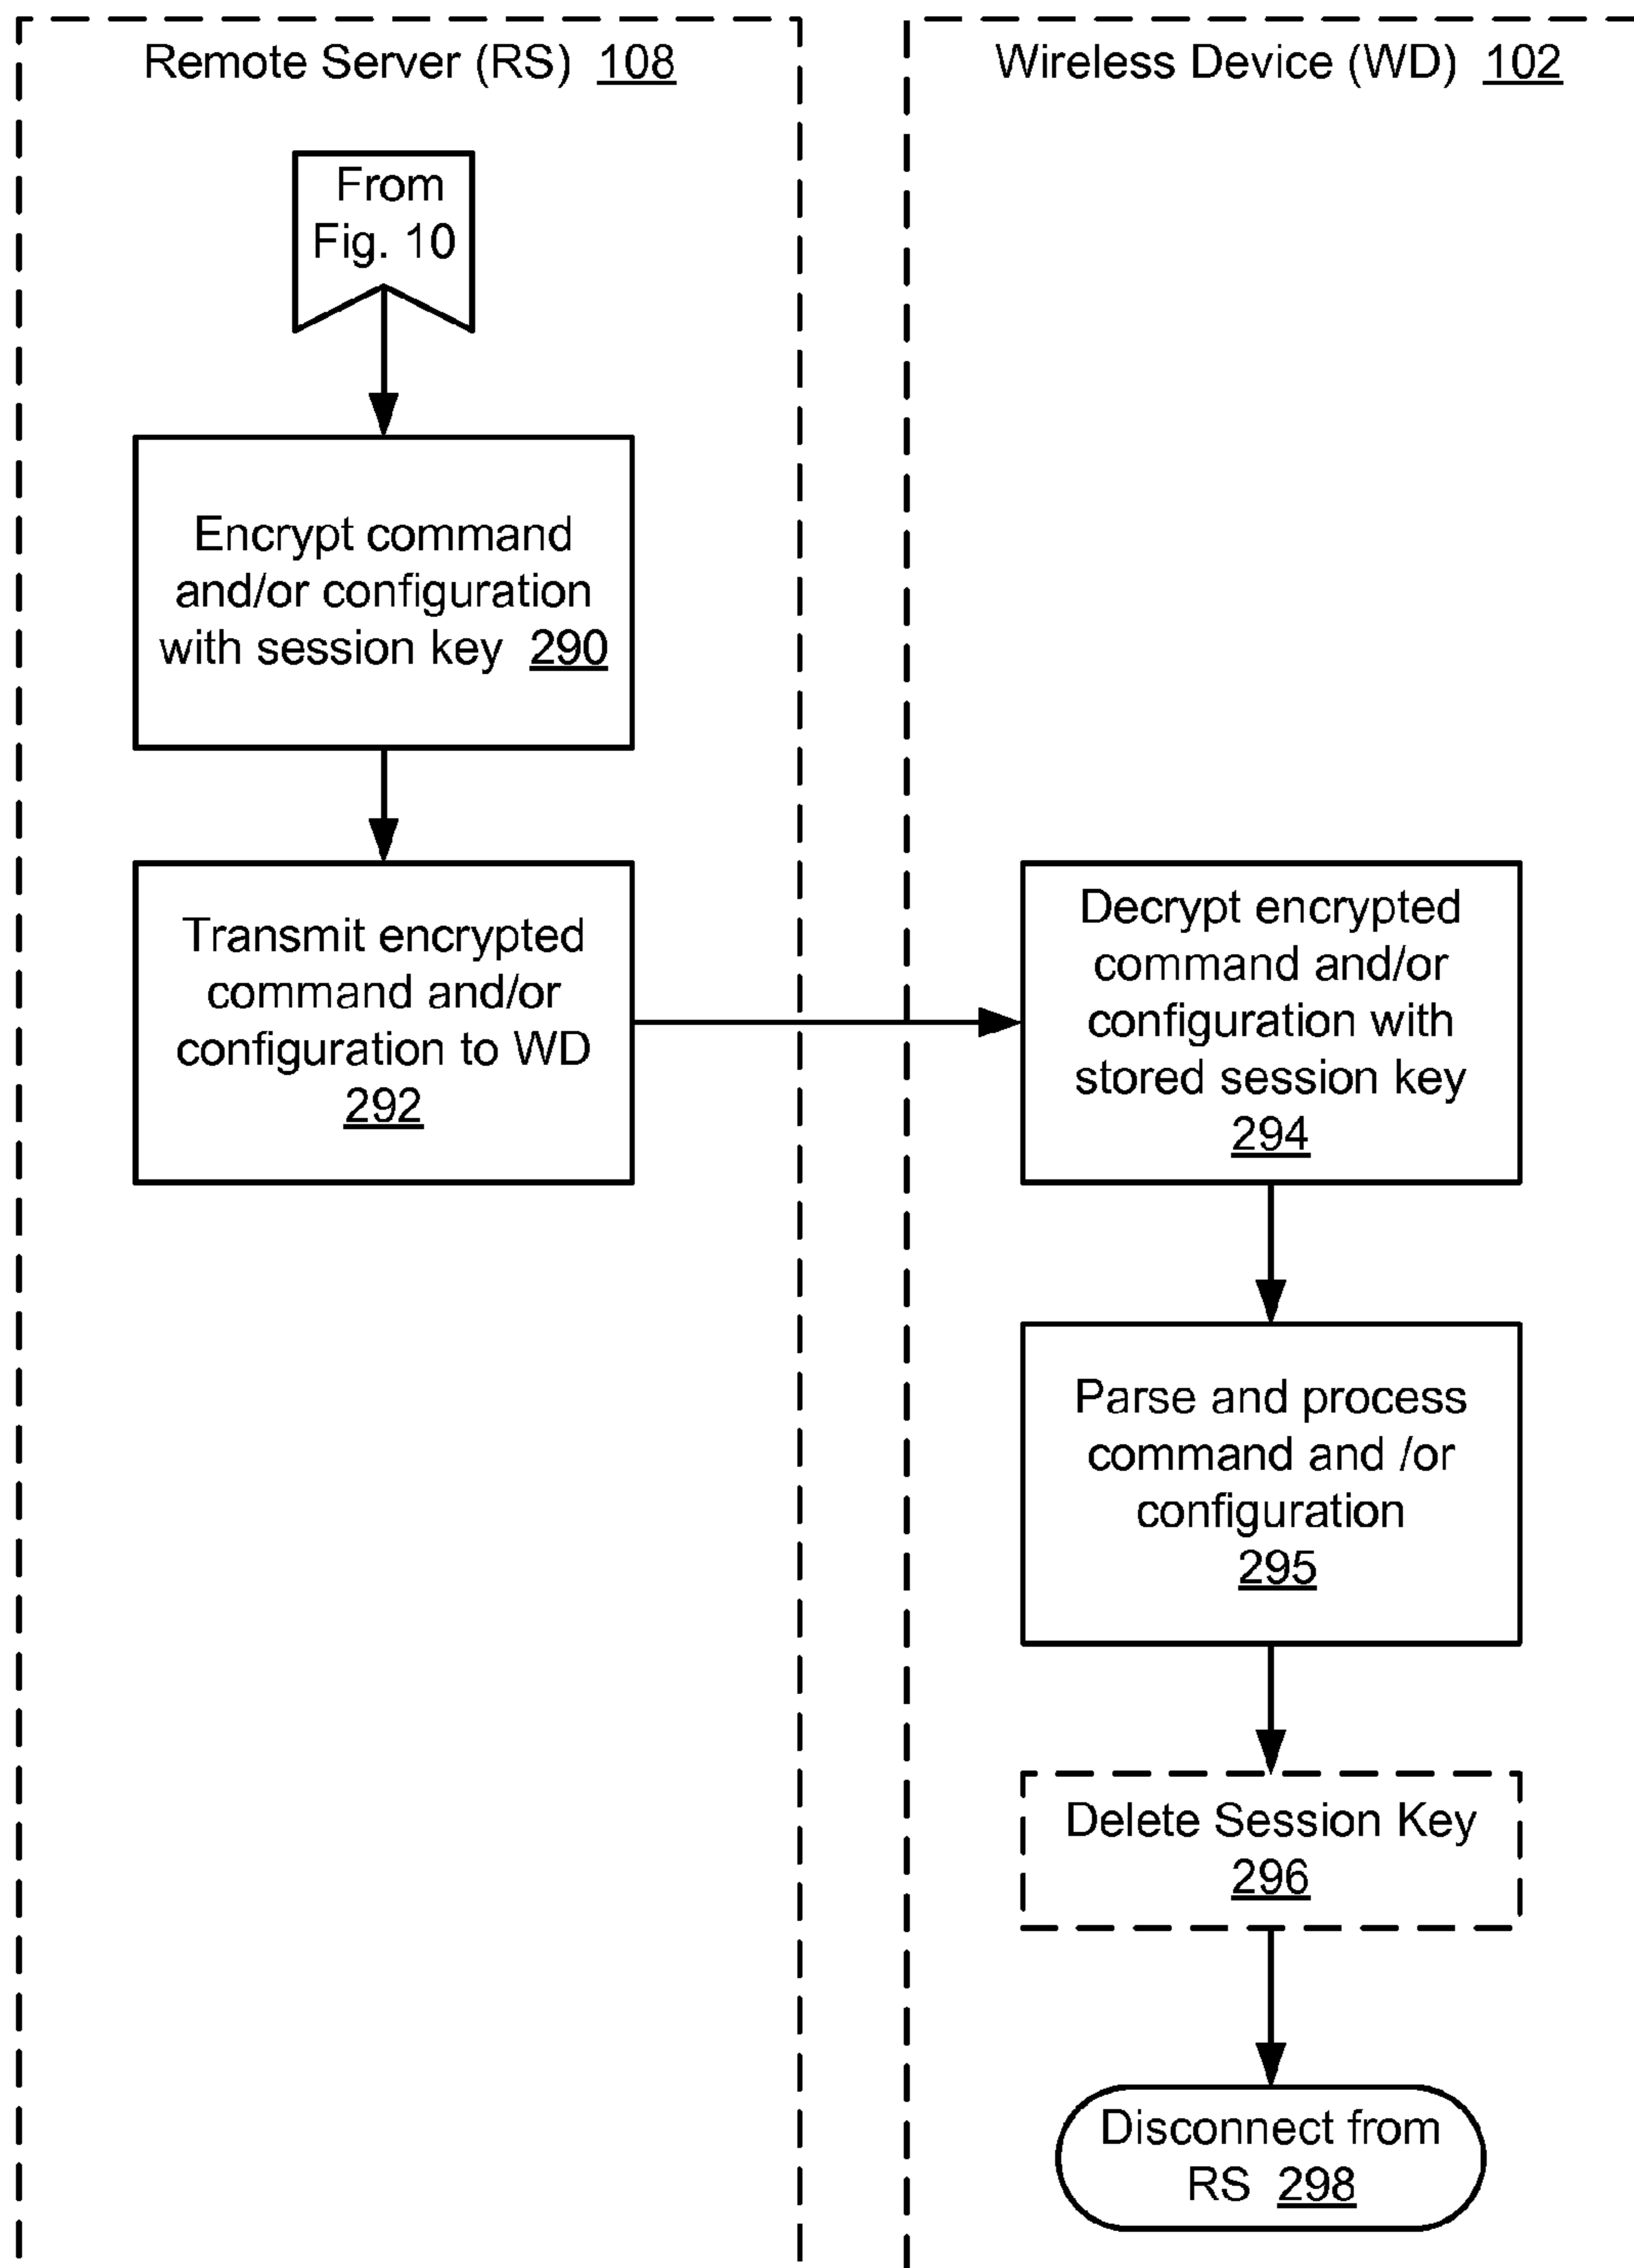 Remote Server (RS) 108
Wireless Device (WD) 102
From
Fig. 10
Encrypt command
and/or configuration
with session key 290
Transmit encrypted
command and/or
configuration to WD
292
Decrypt encrypted
command and/or
configuration with
stored session key
294
Parse and process
command and /or
configuration
295
Delete Session Key
296
Disconnect from
RS 298